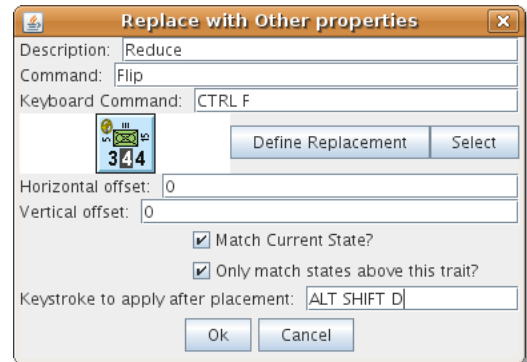 Replace with Other properties
Description: Reduce
Command: Flip
Keyboard Command: CTRL F
344
Define Replacement Select
Horizontal offset: 0
Vertical offset: 0
Match Current State?
Only match states above this trait?
Keystroke to apply after placement: ALT SHIFT D
Ok Cancel